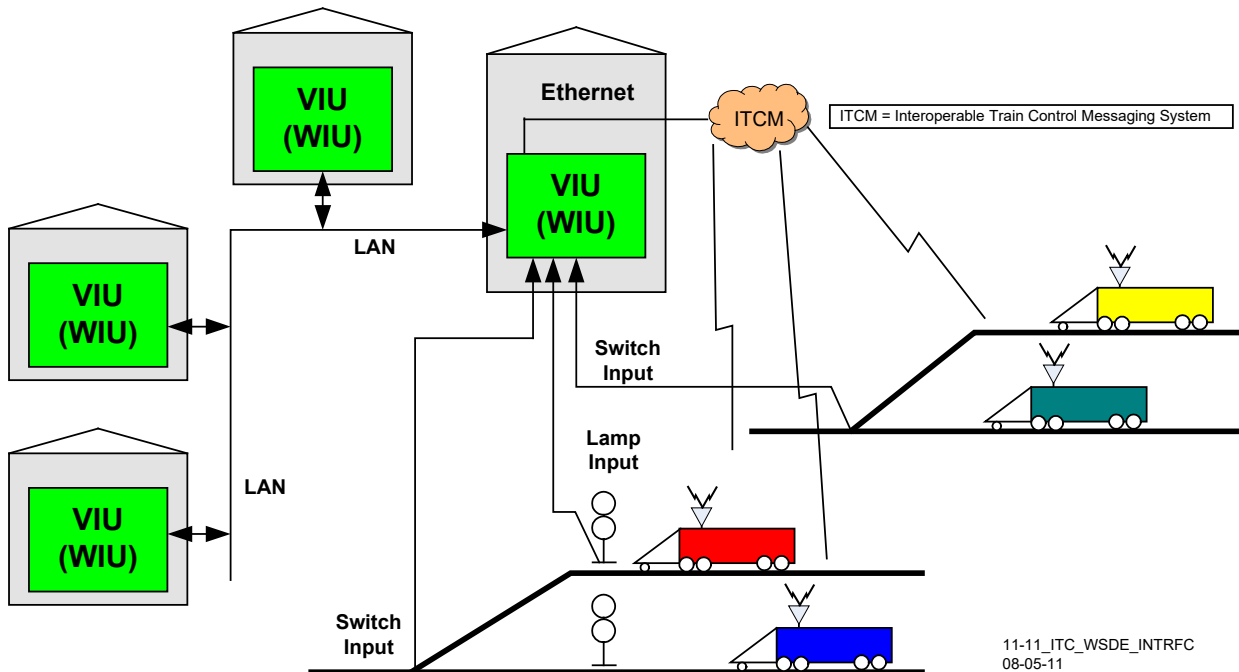 VIU
(WIU)
Ethernet
ITCM
ITCM = Interoperable Train Control Messaging System
VIU
(WIU)
LAN
VIU
(WIU)
Switch
Input
Lamp
Input
LAN
VIU
(WIU)
Switch
Input
11-11_ITC_WSDE_INTRFC
08-05-11